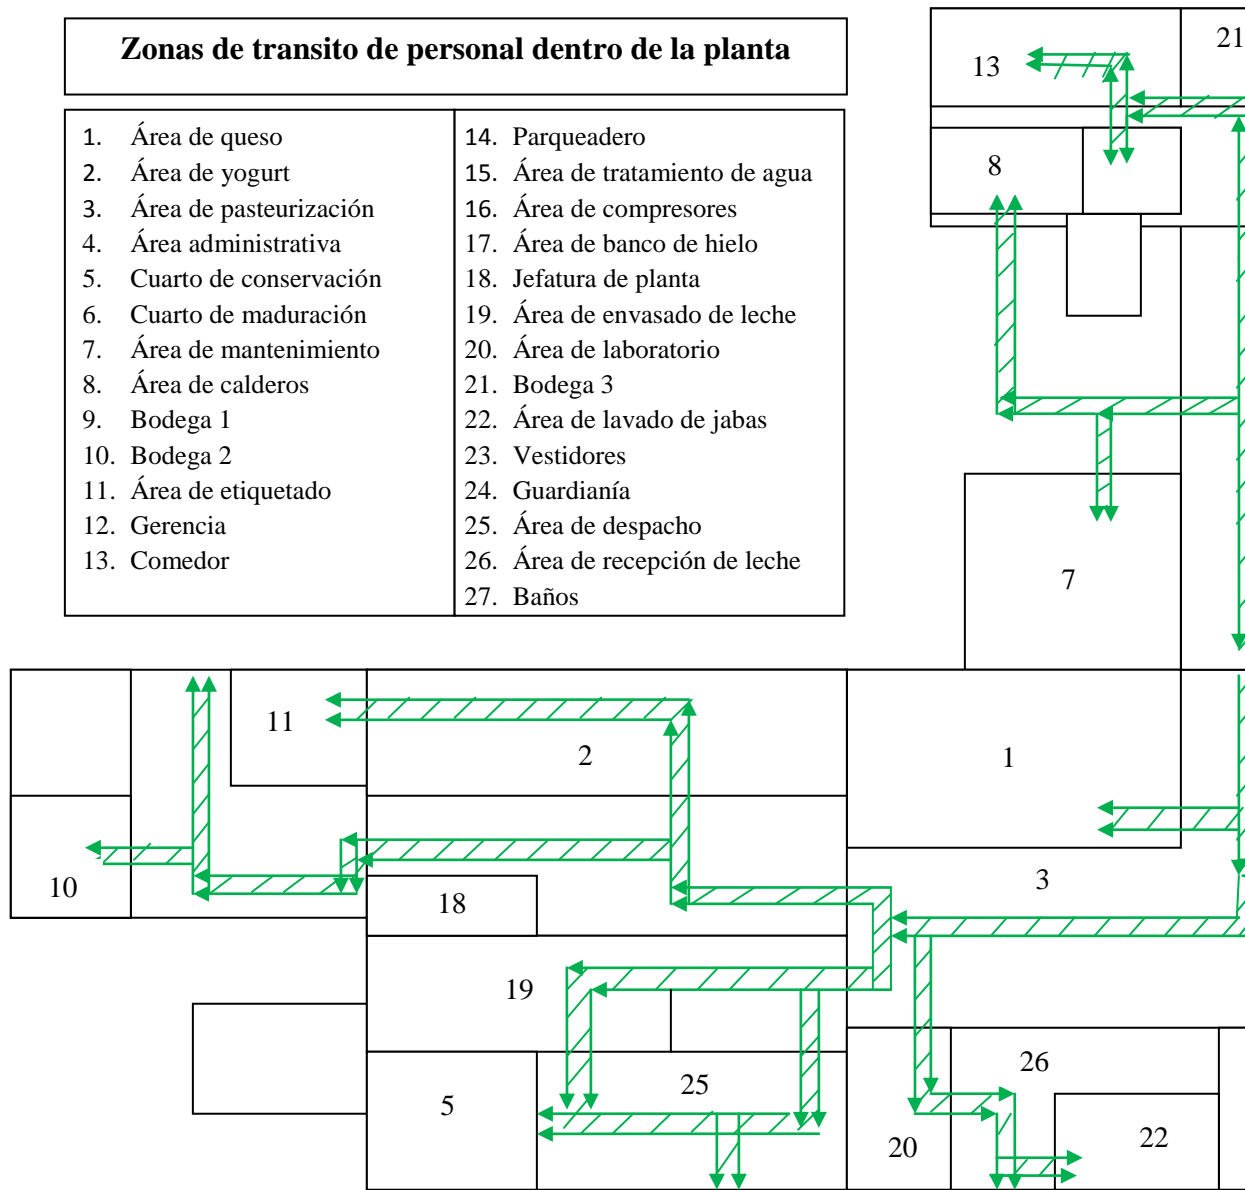 Zonas de transito de personal dentro de la planta
1. Área de queso
2. Área de yogurt
3. Área de pasteurización
4. Área administrativa
5. Cuarto de conservación
6. Cuarto de maduración
7. Área de mantenimiento
8. Área de calderos
9. Bodega 1
10. Bodega 2
11. Área de etiquetado
12. Gerencia
13. Comedor
14. Parqueadero
15. Área de tratamiento de agua
16. Área de compresores
17. Área de banco de hielo
18. Jefatura de planta
19. Área de envasado de leche
20. Área de laboratorio
21. Bodega 3
22. Área de lavado de jabas
23. Vestidores
24. Guardianía
25. Área de despacho
26. Área de recepción de leche
27. Baños
13
21
8
7
11
2
1
10
18
3
19
5
25
20
26
22